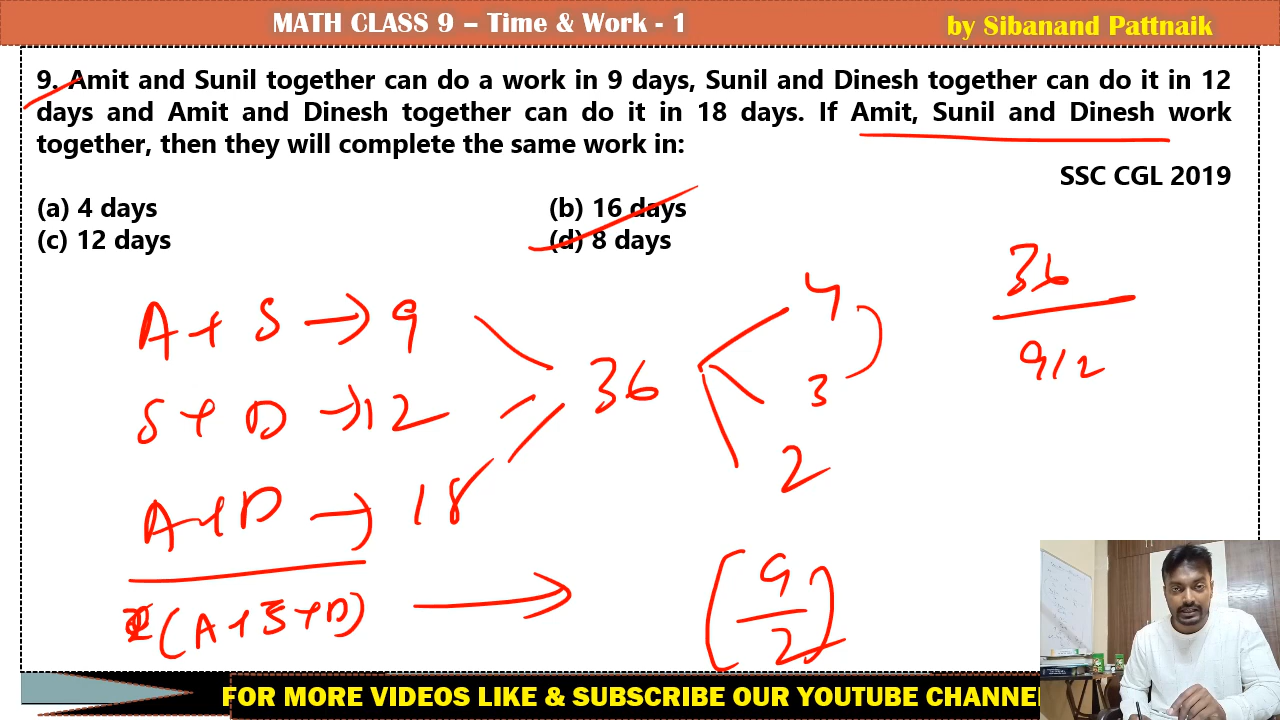 MATH CLASS 9 – Time & Work - 1
by Sibanand Pattnaik
9. Amit and Sunil together can do a work in 9 days, Sunil and Dinesh together can do it in 12
days and Amit and Dinesh together can do it in 18 days. If Amit, Sunil and Dinesh work
together, then they will complete the same work in:
SSC CGL 2019
(a) 4 days (b) 16 days
(c) 12 days (d) 8 days
A + S → 9
S + D → 12
A + D → 18
36
4
3
2
36
9/2
2(A+S+D) → (9/2)
FOR MORE VIDEOS LIKE & SUBSCRIBE OUR YOUTUBE CHANNE